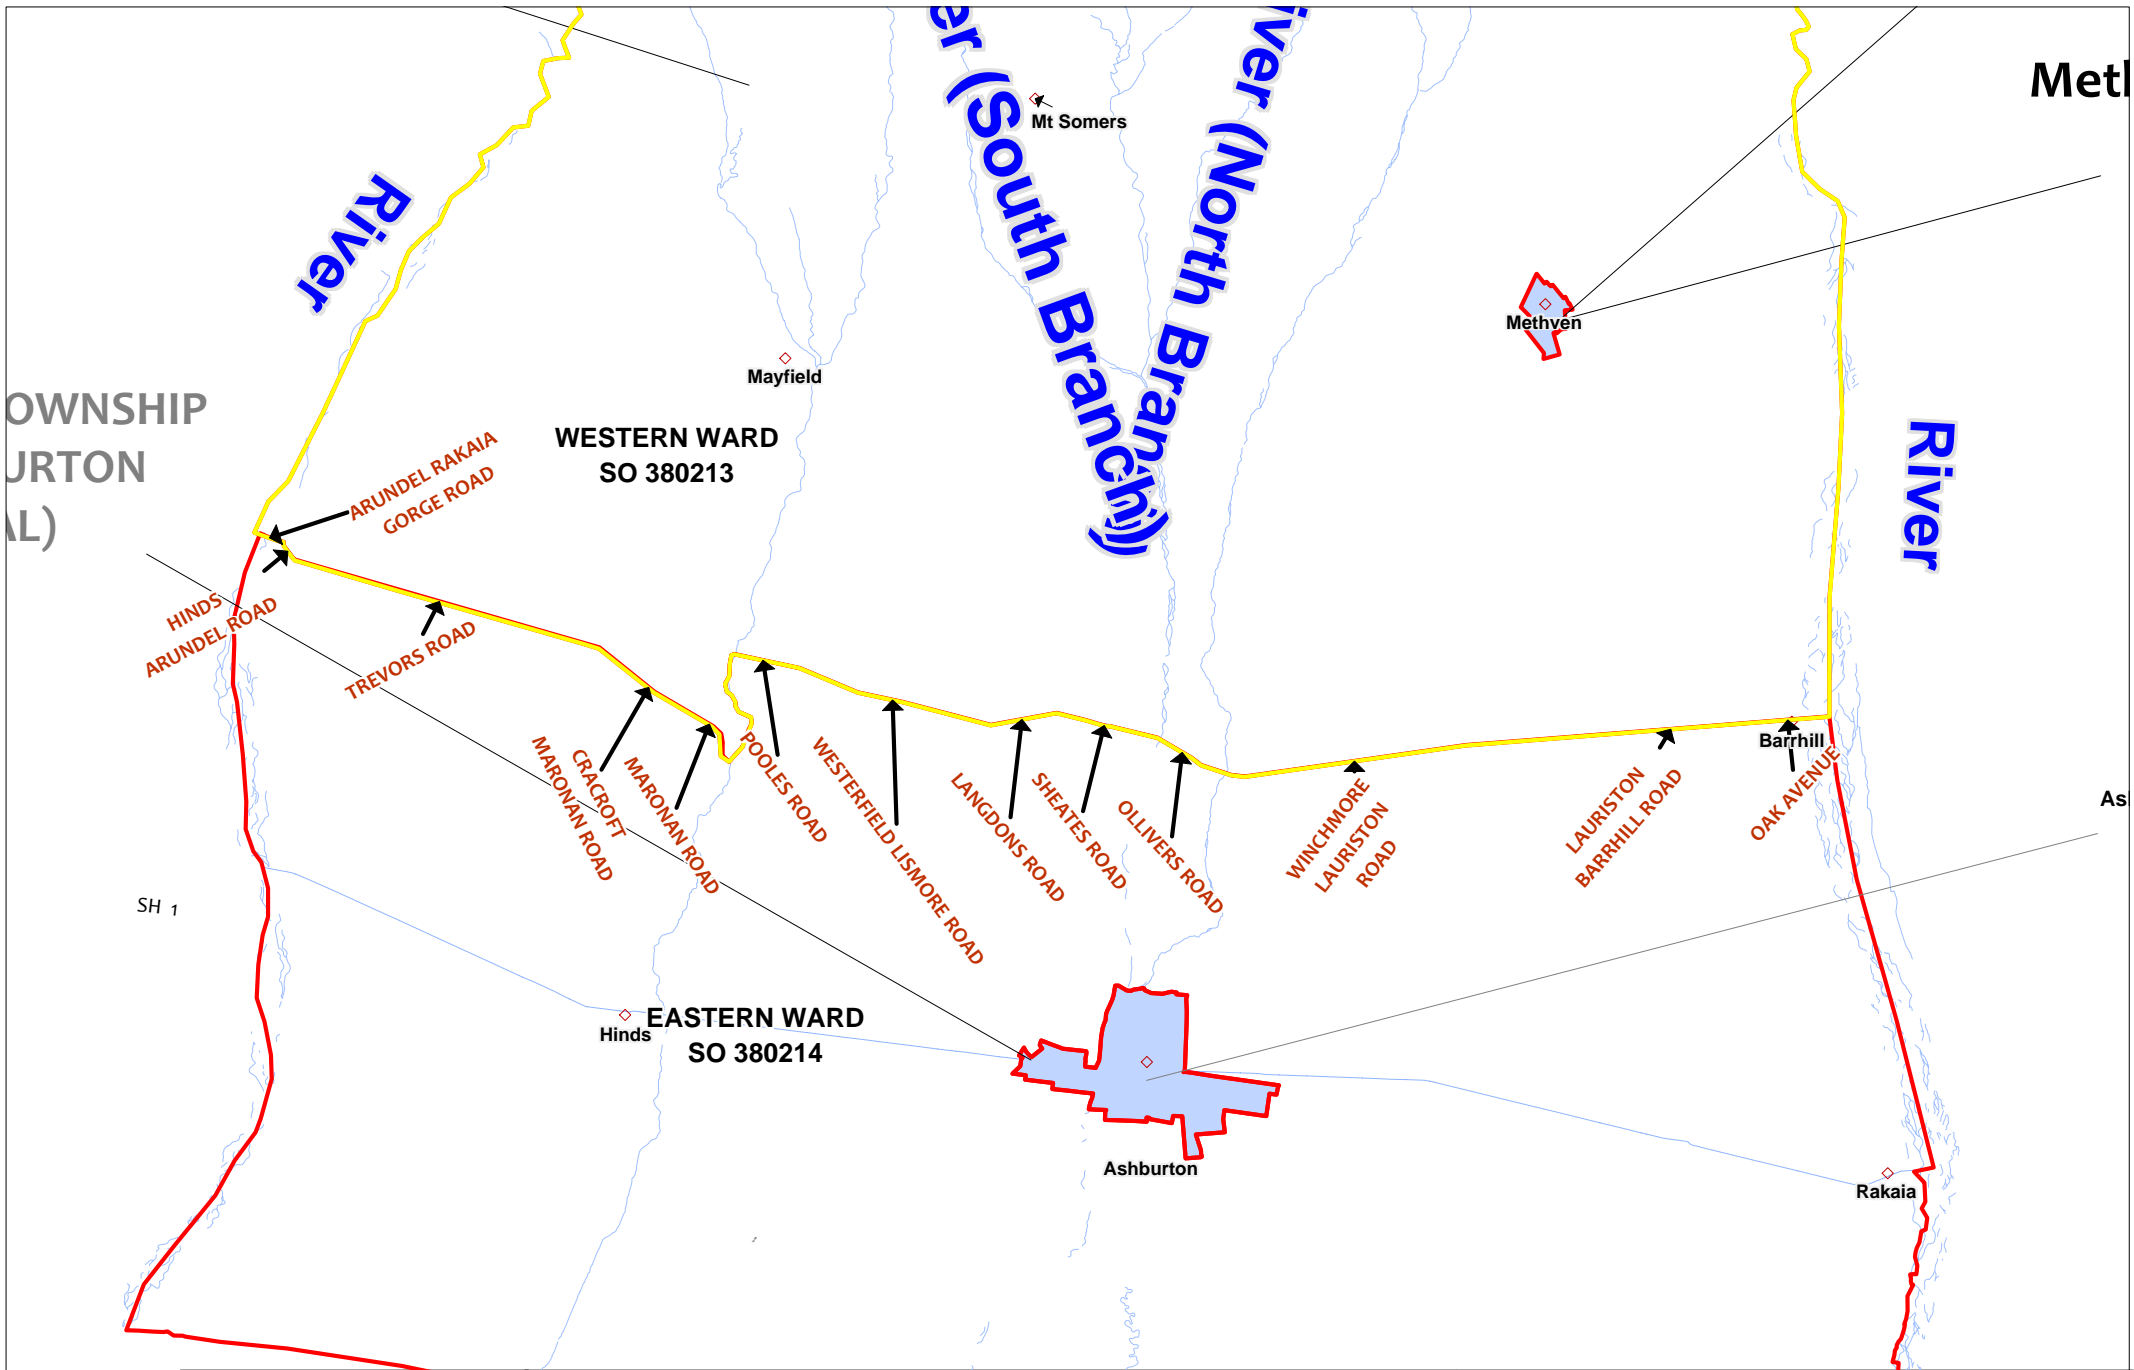 er (South Branch)
iver (North Branch)
Meth
Mt Somers
River
Methven
Mayfield
OWNSHIP
URTON
AL)
WESTERN WARD
SO 380213
River
ARUNDEL RAKAIA
GORGE ROAD
HINDS
ARUNDEL ROAD
TREVORS ROAD
CRACROFT
MARONAN ROAD
MARONAN ROAD
POOLES ROAD
WESTERFIELD LISMORE ROAD
LANGDONS ROAD
SHEATES ROAD
OLLIVERS ROAD
WINCHMORE
LAURISTON
ROAD
LAURISTON
BARRHILL ROAD
Barrhill
OAK AVENUE
Ash
SH 1
Hinds
EASTERN WARD
SO 380214
Ashburton
Rakaia